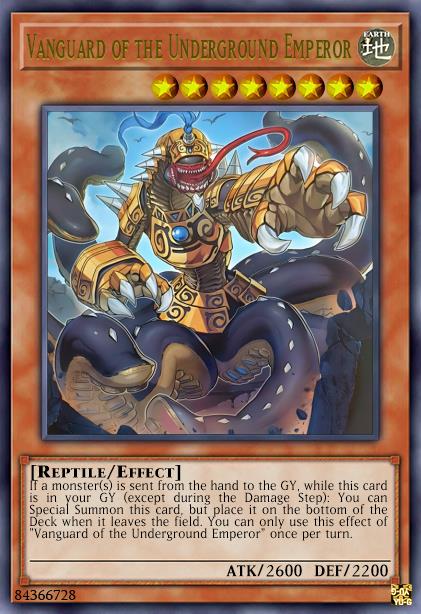 Vanguard of the Underground Emperor
EARTH
地
[Reptile/Effect]
If a monster(s) is sent from the hand to the GY, while this card
is in your GY (except during the Damage Step): You can
Special Summon this card, but place it on the bottom of the
Deck when it leaves the field. You can only use this effect of
"Vanguard of the Underground Emperor" once per turn.
ATK/2600 DEF/2200
84366728